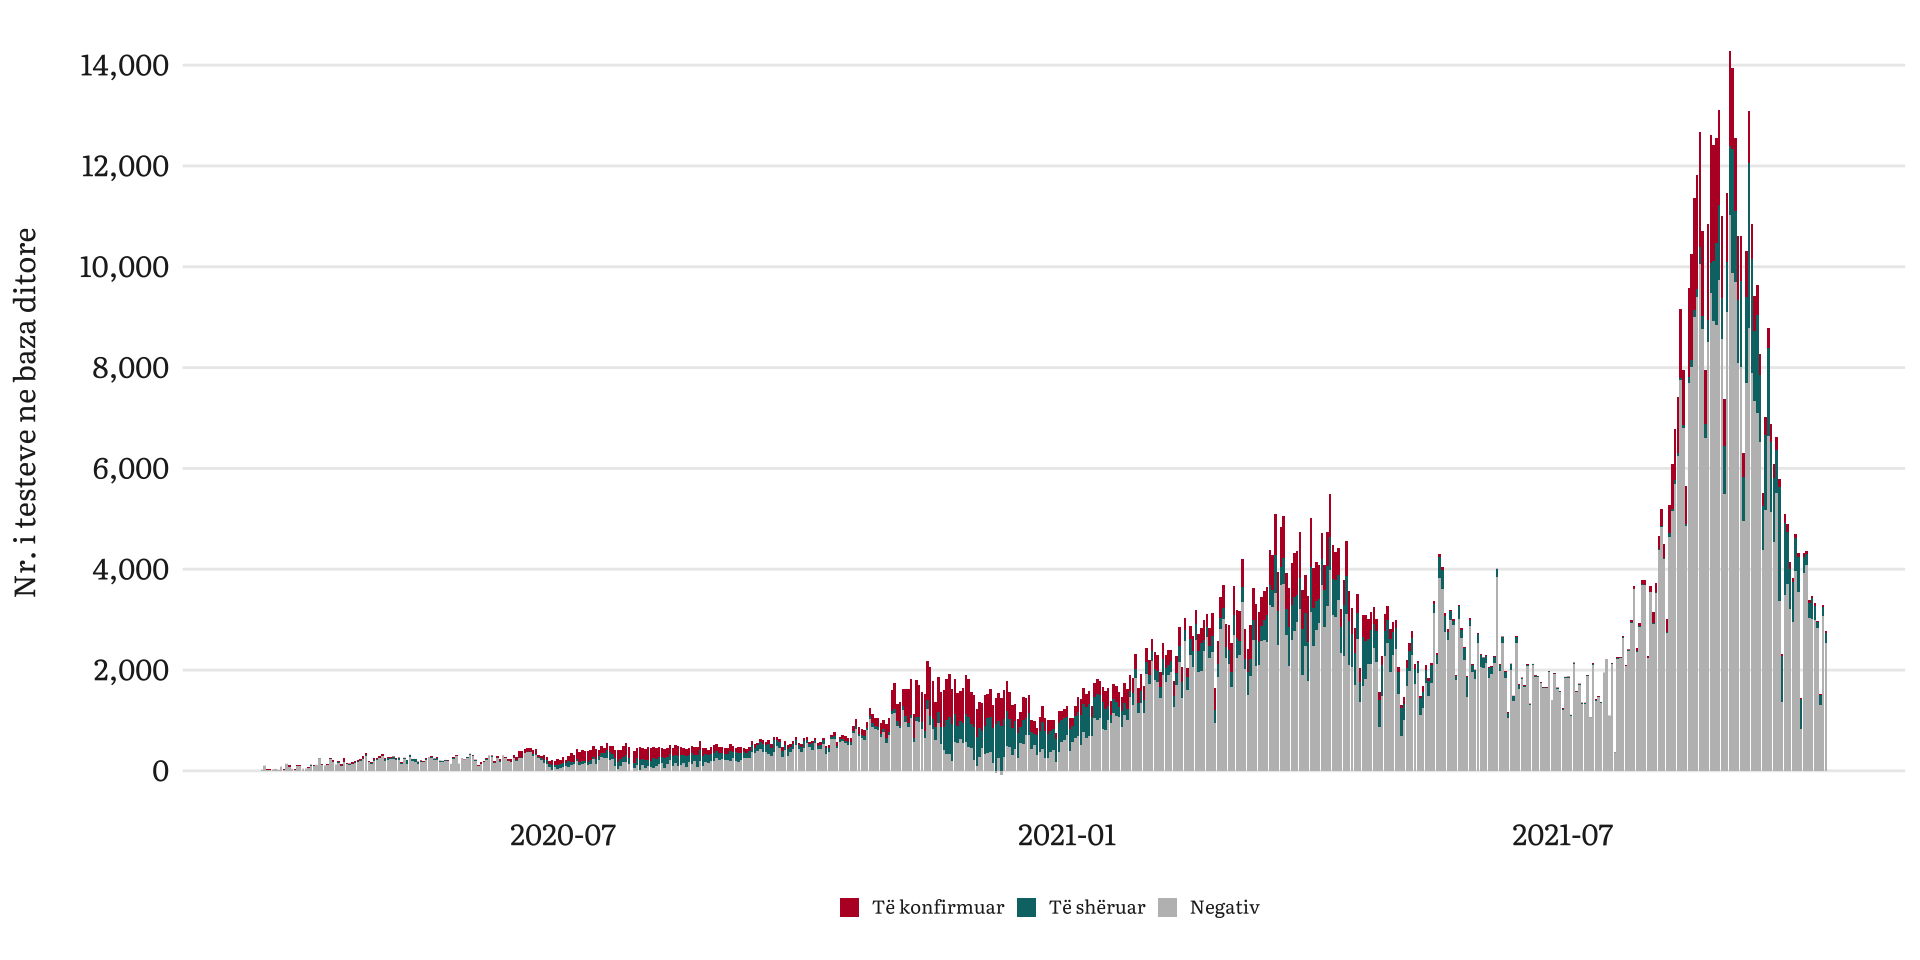 Nr. i testeve ne baza ditore
14,000
12,000
10,000
8,000
6,000
4,000
2,000
0
2020-07 2021-01 2021-07
Të konfirmuar Të shëruar Negativ